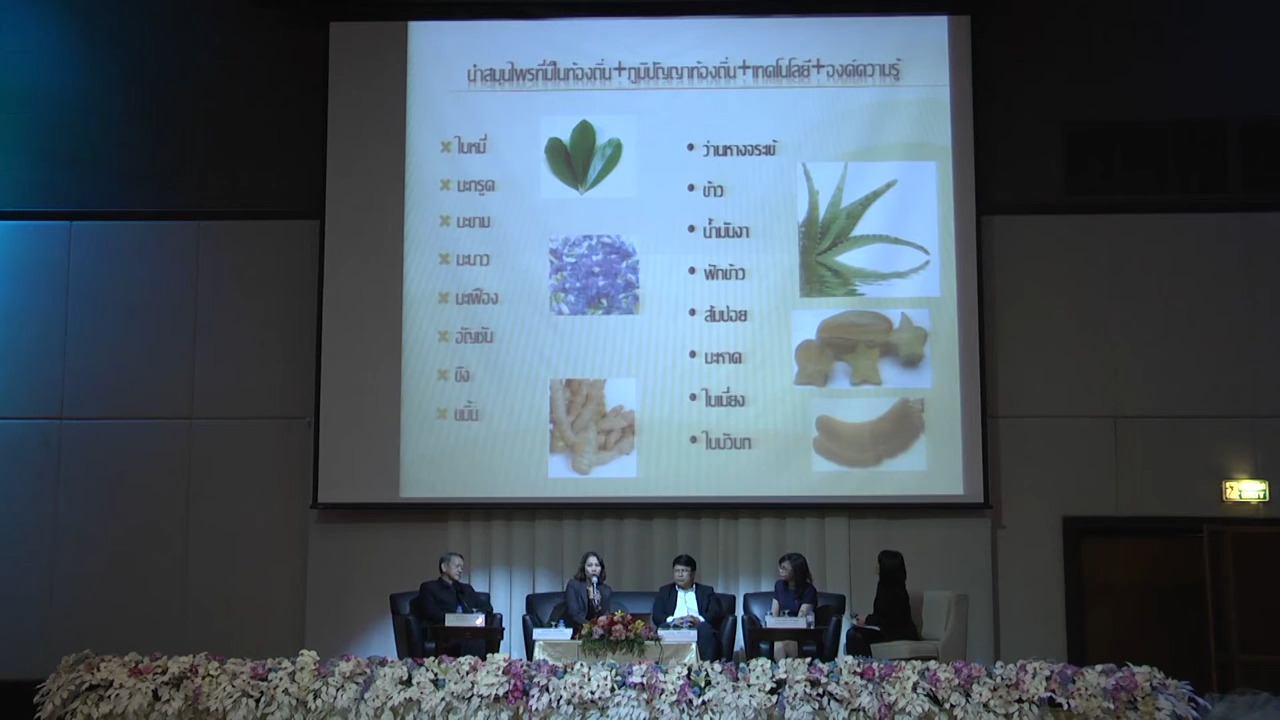 นำสมุนไพรที่มีในท้องถิ่น+ภูมิปัญญาท้องถิ่น+เทคโนโลยี+องค์ความรู้
ใบหมี่
มะกรูด
มะขาม
มะนาว
มะเฟือง
อัญชัน
ขิง
ขมิ้น
ว่านหางจระเข้
ข้าว
น้ำมันงา
ฟักข้าว
ส้มป่อย
มะหาด
ใบเมี่ยง
ใบบัวบก